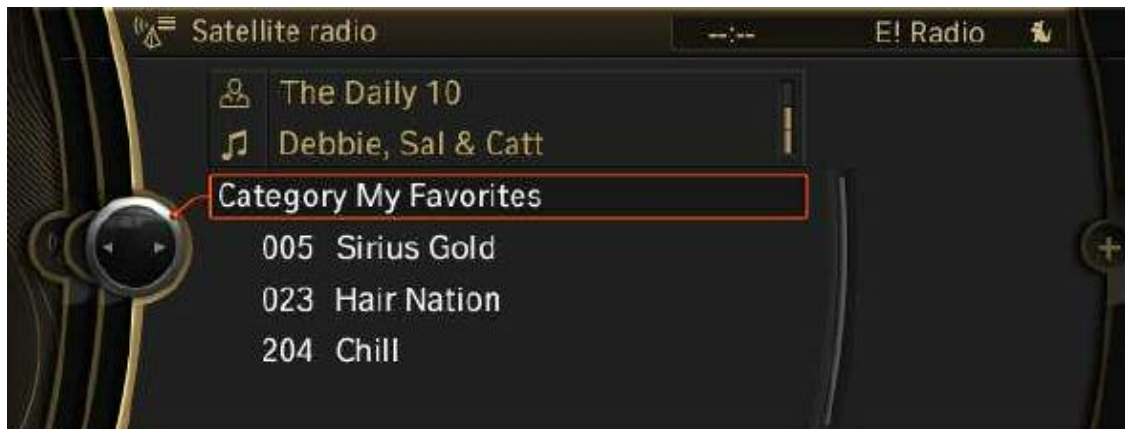 Satellite radio --:-- E! Radio
The Daily 10
Debbie, Sal & Catt
Category My Favorites
005 Sirius Gold
023 Hair Nation
204 Chill